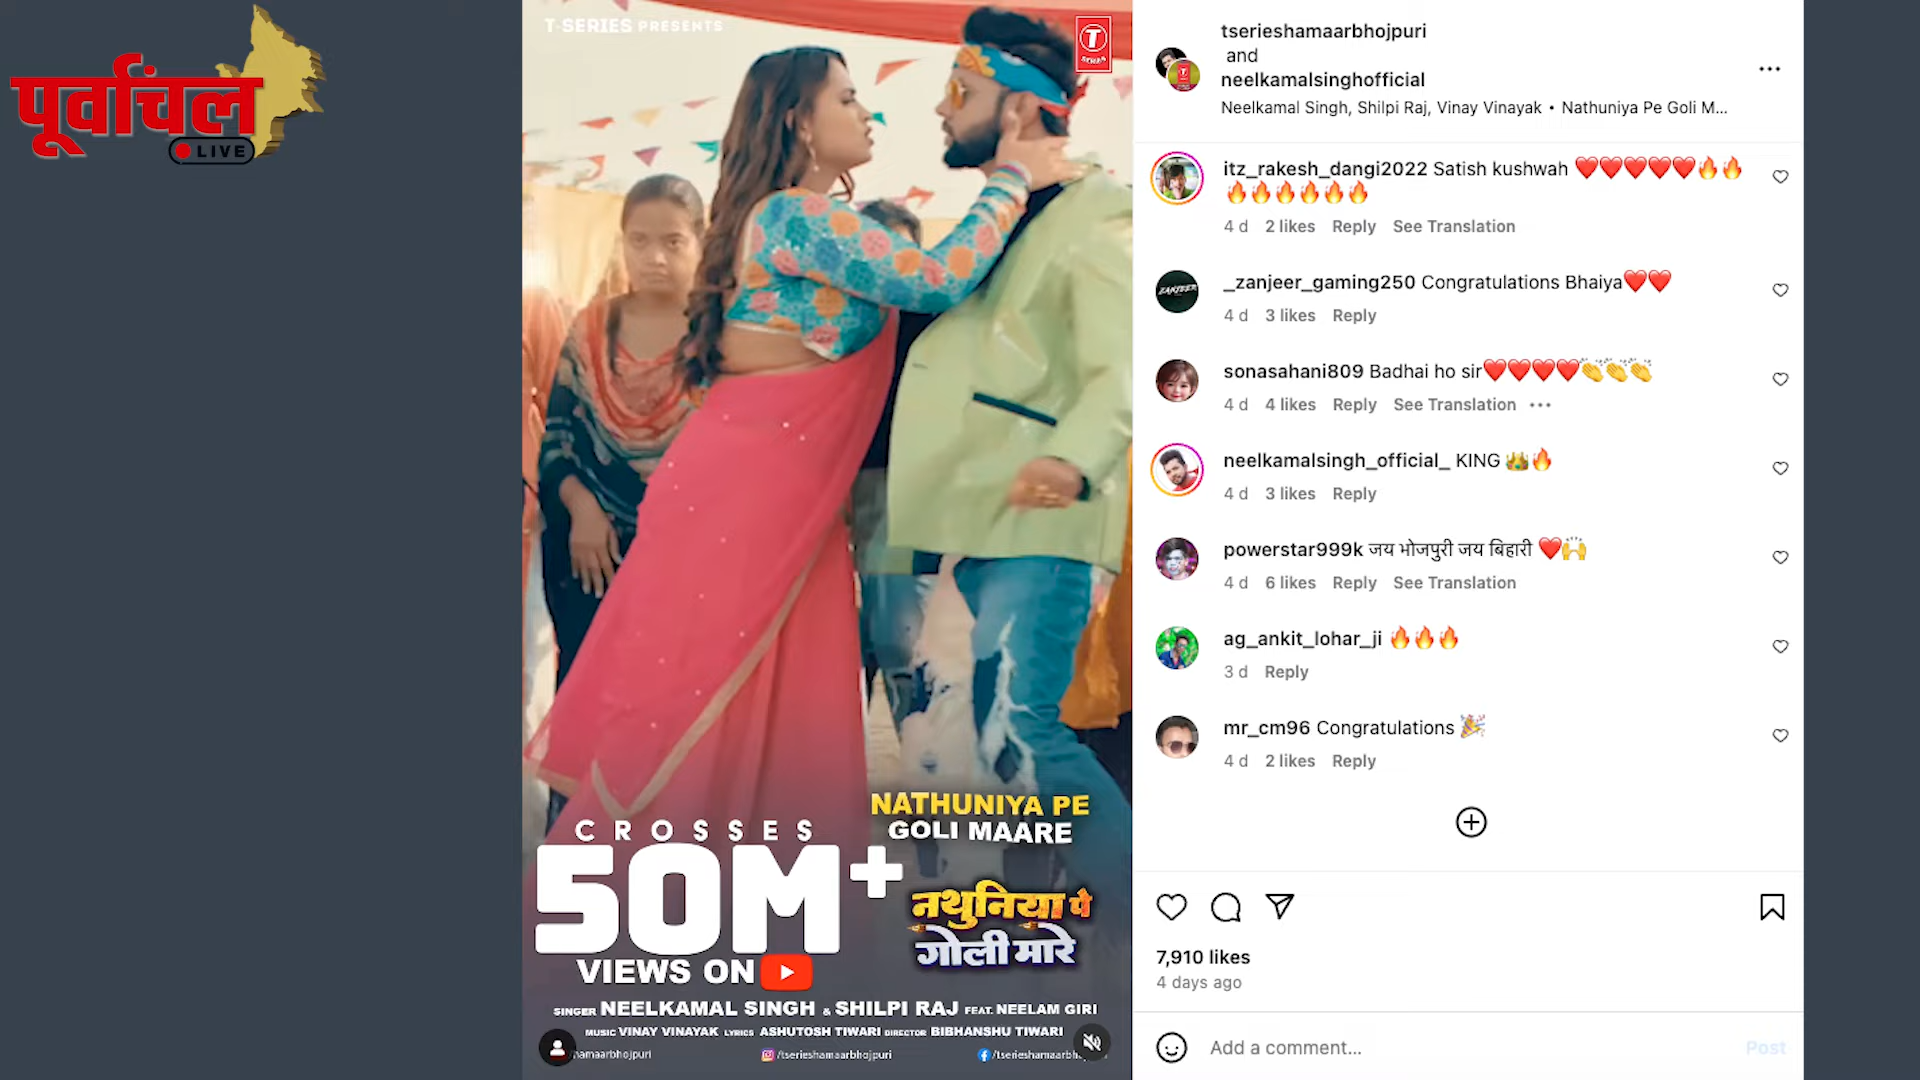 पूर्वांचल
LIVE
T-SERIES PRESENTS
T
SERIES
CROSSES
50M+
VIEWS ON
NATHUNIYA PE
GOLI MAARE
नथुनिया पे
गोली मारे
SINGER NEELKAMAL SINGH & SHILPI RAJ FEAT. NEELAM GIRI
MUSIC VINAY VINAYAK LYRICS ASHUTOSH TIWARI DIRECTOR BIBHANSHU TIWARI
hamaarbhojpuri /tserieshamaarbhojpuri /tserieshamaarbh
tserieshamaarbhojpuri
and
neelkamalsinghofficial
Neelkamal Singh, Shilpi Raj, Vinay Vinayak • Nathuniya Pe Goli M...
itz_rakesh_dangi2022 Satish kushwah ❤️❤️❤️❤️❤️🔥🔥
🔥🔥🔥🔥🔥🔥
4 d 2 likes Reply See Translation
ZANJEER
_zanjeer_gaming250 Congratulations Bhaiya❤️❤️
4 d 3 likes Reply
sonasahani809 Badhai ho sir❤️❤️❤️❤️👏👏👏
4 d 4 likes Reply See Translation •••
neelkamalsingh_official_ KING 👑🔥
4 d 3 likes Reply
powerstar999k जय भोजपुरी जय बिहारी ❤️🙌
4 d 6 likes Reply See Translation
ag_ankit_lohar_ji 🔥🔥🔥
3 d Reply
mr_cm96 Congratulations 🎉
4 d 2 likes Reply
7,910 likes
4 days ago
Add a comment...
Post